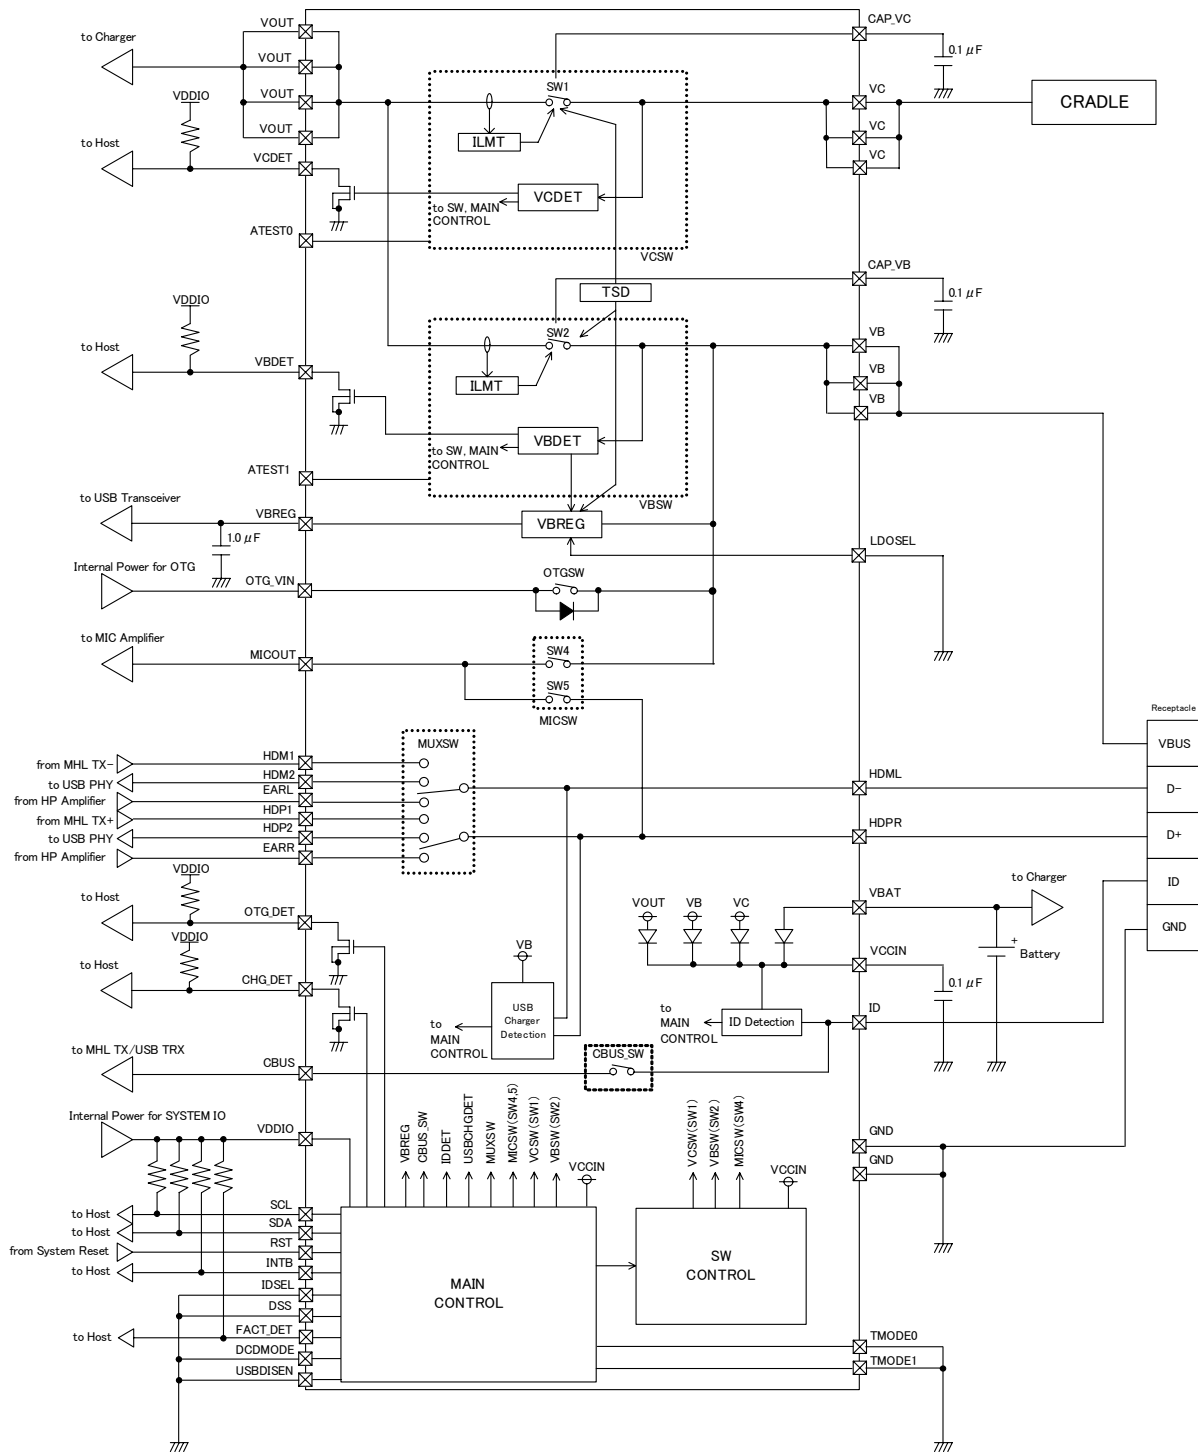 VOUT
CAP_VC
to Charger
0.1 μF
VOUT
VDDIO
VOUT
SW1
VC
CRADLE
VOUT
VC
to Host
ILMT
VCDET
VC
VCDET
to SW, MAIN
CONTROL
ATEST0
VCSW
CAP_VB
TSD
0.1 μF
VDDIO
SW2
VB
to Host
VBDET
VB
ILMT
VB
VBDET
to SW, MAIN
CONTROL
ATEST1
VBSW
to USB Transceiver
VBREG
VBREG
1.0 μF
LDOSEL
Internal Power for OTG
OTG_VIN
OTGSW
to MIC Amplifier
MICOUT
SW4
SW5
MICSW
Receptacle
MUXSW
VBUS
from MHL TX-
HDM1
to USB PHY
HDM2
HDML
D-
from HP Amplifier
EARL
from MHL TX+
HDP1
to USB PHY
HDP2
HDPR
D+
from HP Amplifier
EARR
VDDIO
to Charger
ID
to Host
VOUT
VB
VC
VBAT
OTG_DET
GND
VDDIO
VB
VCCIN
+
Battery
to Host
CHG_DET
0.1 μF
USB
Charger
Detection
to
MAIN
CONTROL
to
MAIN
CONTROL
ID Detection
ID
to MHL TX/USB TRX
CBUS
CBUS_SW
Internal Power for SYSTEM IO
VDDIO
VBREG
CBUS_SW
IDDET
USBCHGDET
MUXSW
MICSW(SW4.5)
VCSW(SW1)
VBSW(SW2)
VCCIN
VCSW(SW1)
VBSW(SW2)
MICSW(SW4)
VCCIN
GND
GND
to Host
SCL
to Host
SDA
from System Reset
RST
to Host
INTB
IDSEL
DSS
to Host
FACT_DET
DCDMODE
USBDISEN
MAIN
CONTROL
SW
CONTROL
TMODE0
TMODE1